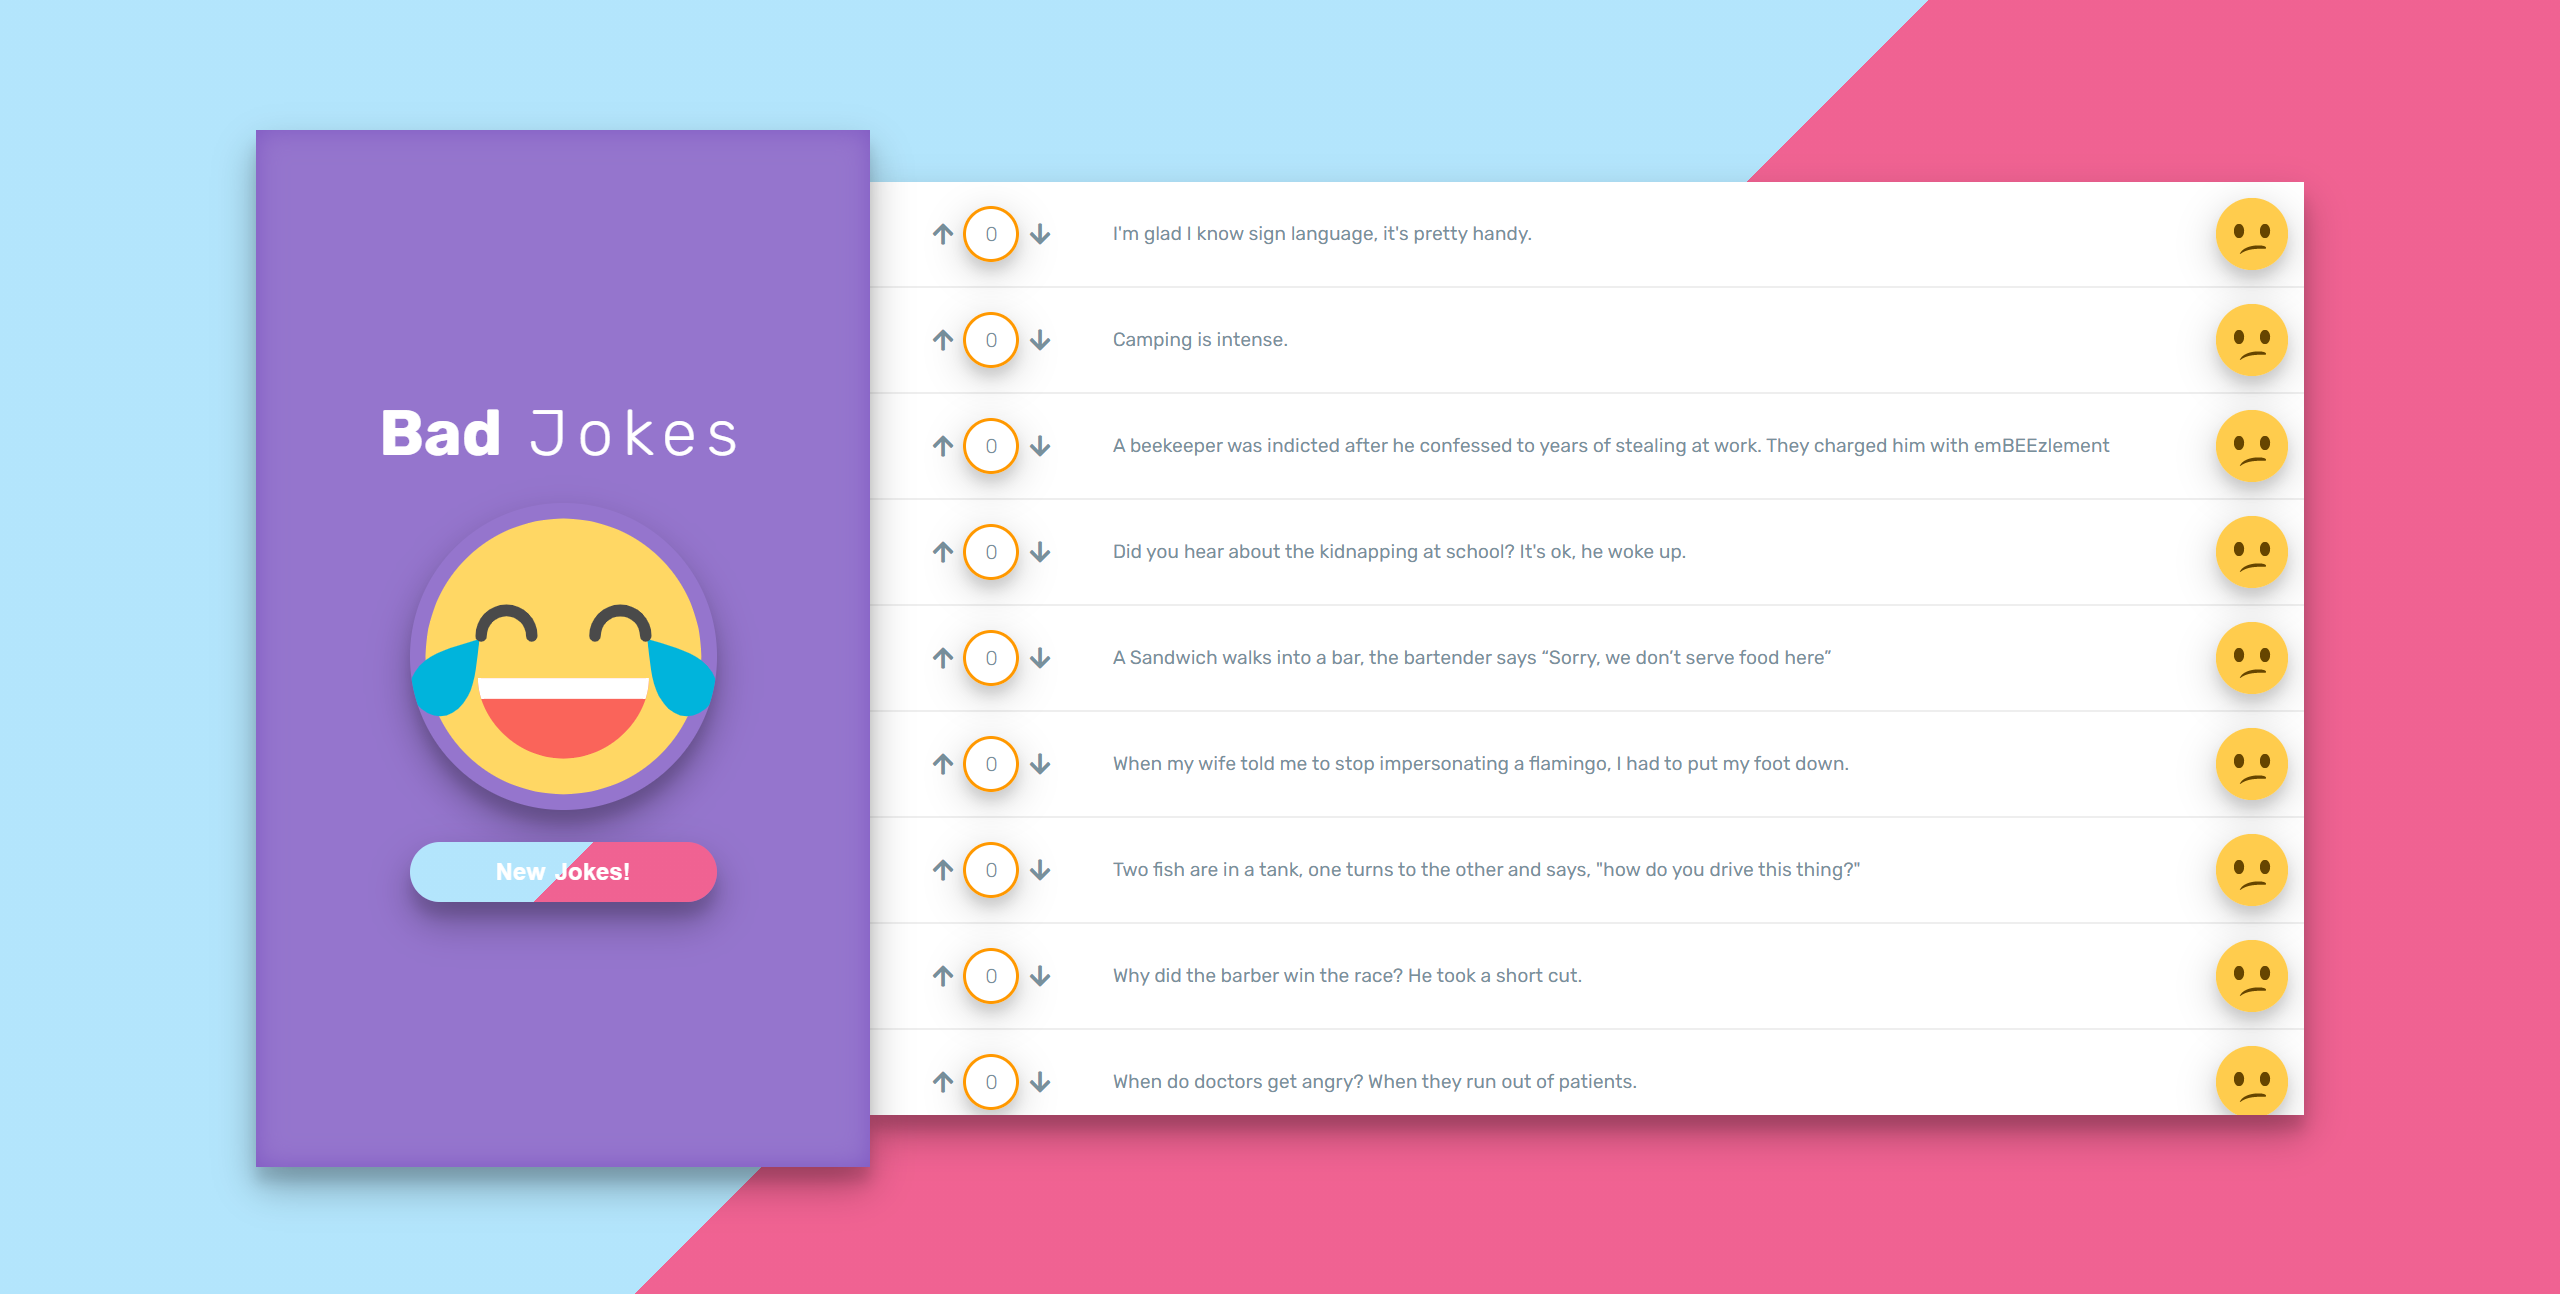 Bad Jokes
New Jokes!
0 I'm glad I know sign language, it's pretty handy.
0 Camping is intense.
0 A beekeeper was indicted after he confessed to years of stealing at work. They charged him with emBEEzlement
0 Did you hear about the kidnapping at school? It's ok, he woke up.
0 A Sandwich walks into a bar, the bartender says “Sorry, we don’t serve food here”
0 When my wife told me to stop impersonating a flamingo, I had to put my foot down.
0 Two fish are in a tank, one turns to the other and says, "how do you drive this thing?"
0 Why did the barber win the race? He took a short cut.
0 When do doctors get angry? When they run out of patients.